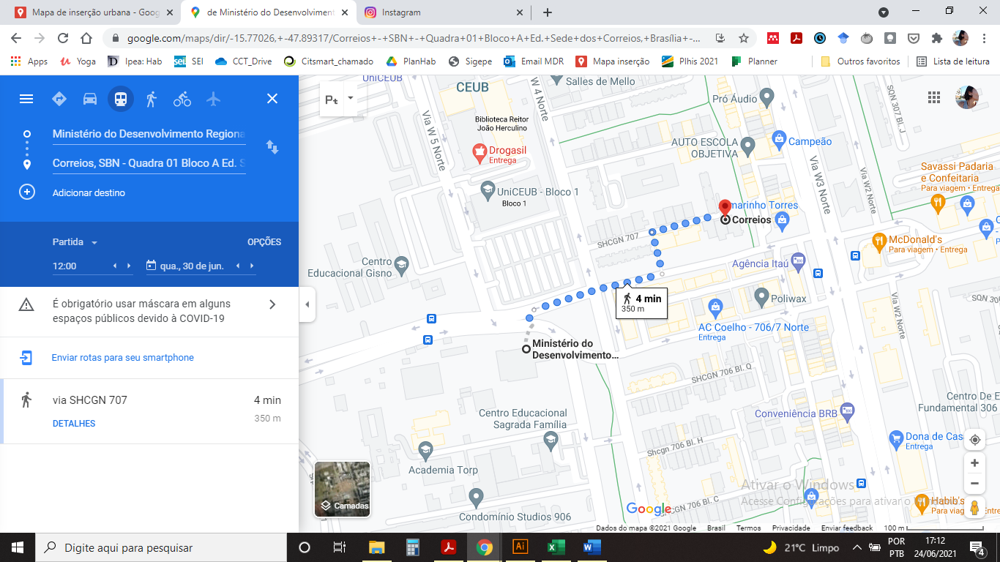 Mapa de inserção urbana - Goog
de Ministério do Desenvolviment
Instagram
google.com/maps/dir/-15.77026,+-47.89317/Correios+-+SBN+-+Quadra+01+Bloco+A+Ed.+Sede+dos+Correios,+Brasília+-...
Apps
Yoga
Ipea: Hab
SEI
CCT_Drive
Citsmart_chamado
PlanHab
Sigepe
Email MDR
Mapa inserção
Plhis 2021
Planner
Outros favoritos
Lista de leitura
Ministério do Desenvolvimento Regiona
Correios, SBN - Quadra 01 Bloco A Ed. S
Adicionar destino
Partida
OPÇÕES
12:00
qua., 30 de jun.
É obrigatório usar máscara em alguns
espaços públicos devido à COVID-19
Enviar rotas para seu smartphone
via SHCGN 707
4 min
350 m
DETALHES
Pt
UniCEUB
CEUB
Salles de Mello
W 4 Norte
Via W 5 Norte
Biblioteca Reitor
João Herculino
Drogasil
Entrega
UniCEUB - Bloco 1
Bloco 1
Pró Áudio
AUTO ESCOLA
OBJETIVA
Campeão
SQN 307 Bl. J
Via W3 Norte
Via W2 Norte
Savassi Padaria
e Confeitaria
Para viagem • Entrega
Amarinho Torres
Correios
SHCGN 707
McDonald's
Para viagem • Entrega
Centro
Educacional Gisno
Agência Itaú
4 min
350 m
Poliwax
SQN 305
AC Coelho - 706/7 Norte
Entrega
Via W2 Norte
Ministério do
Desenvolvimento...
SHCGN 706 Bl. Q
Centro De E
Fundamental 306
Centro Educacional
Sagrada Família
Conveniência BRB
Dona de Cas
Entrega
Schgn 706 Bl. H
Academia Torp
Ativar o Windows
Acesse Configurações para ativar o Windows.
Habib's
Para viagem • Entre
Camadas
Condomínio Studios 906
Google
SHCGN 706 Bl. C
Dados do mapa ©2021 Google
Brasil
Termos
Privacidade
Enviar feedback
100 m
Digite aqui para pesquisar
21°C Limpo
POR
PTB
17:12
24/06/2021
4